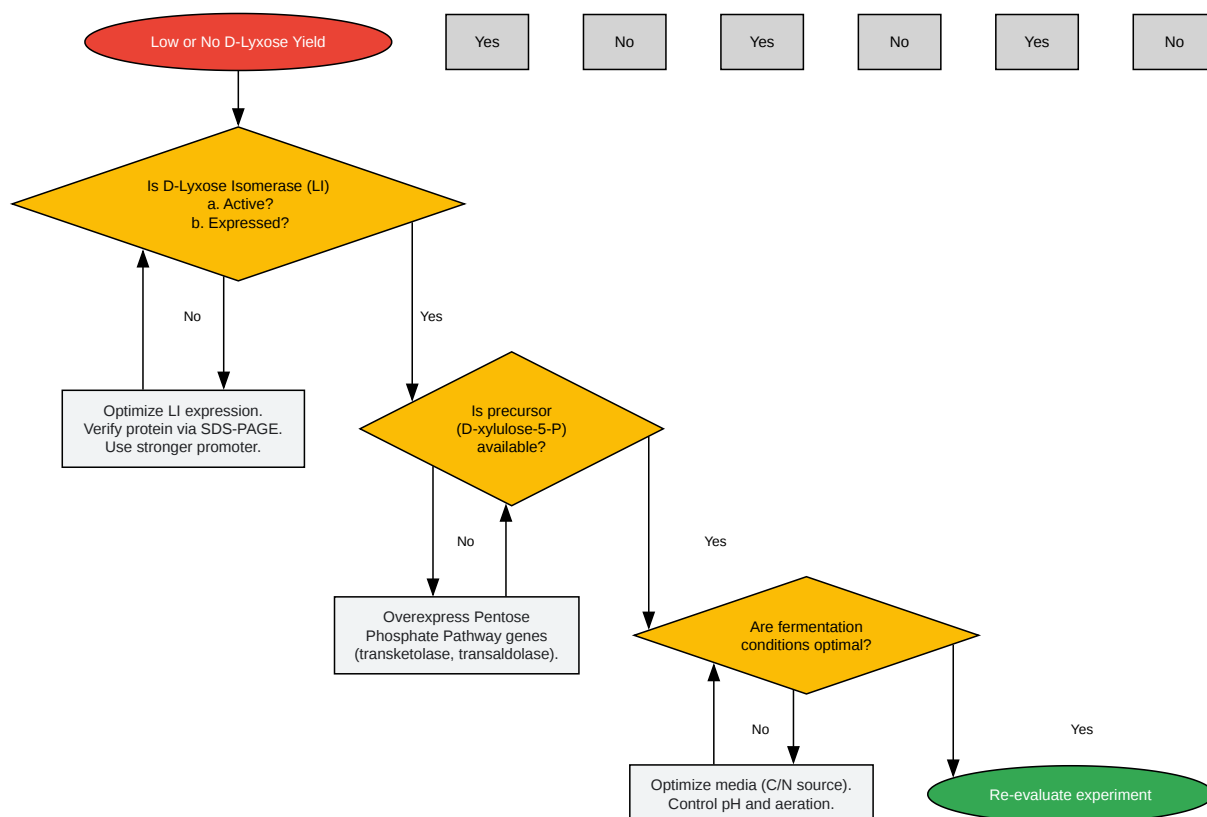 Low or No D-Lyxose Yield
Yes
No
Yes
No
Yes
No
Is D-Lyxose Isomerase (LI)
a. Active?
b. Expressed?
No
Yes
Optimize LI expression.
Verify protein via SDS-PAGE.
Use stronger promoter.
Is precursor
(D-xylulose-5-P)
available?
No
Yes
Overexpress Pentose
Phosphate Pathway genes
(transketolase, transaldolase).
Are fermentation
conditions optimal?
No
Yes
Optimize media (C/N source).
Control pH and aeration.
Re-evaluate experiment